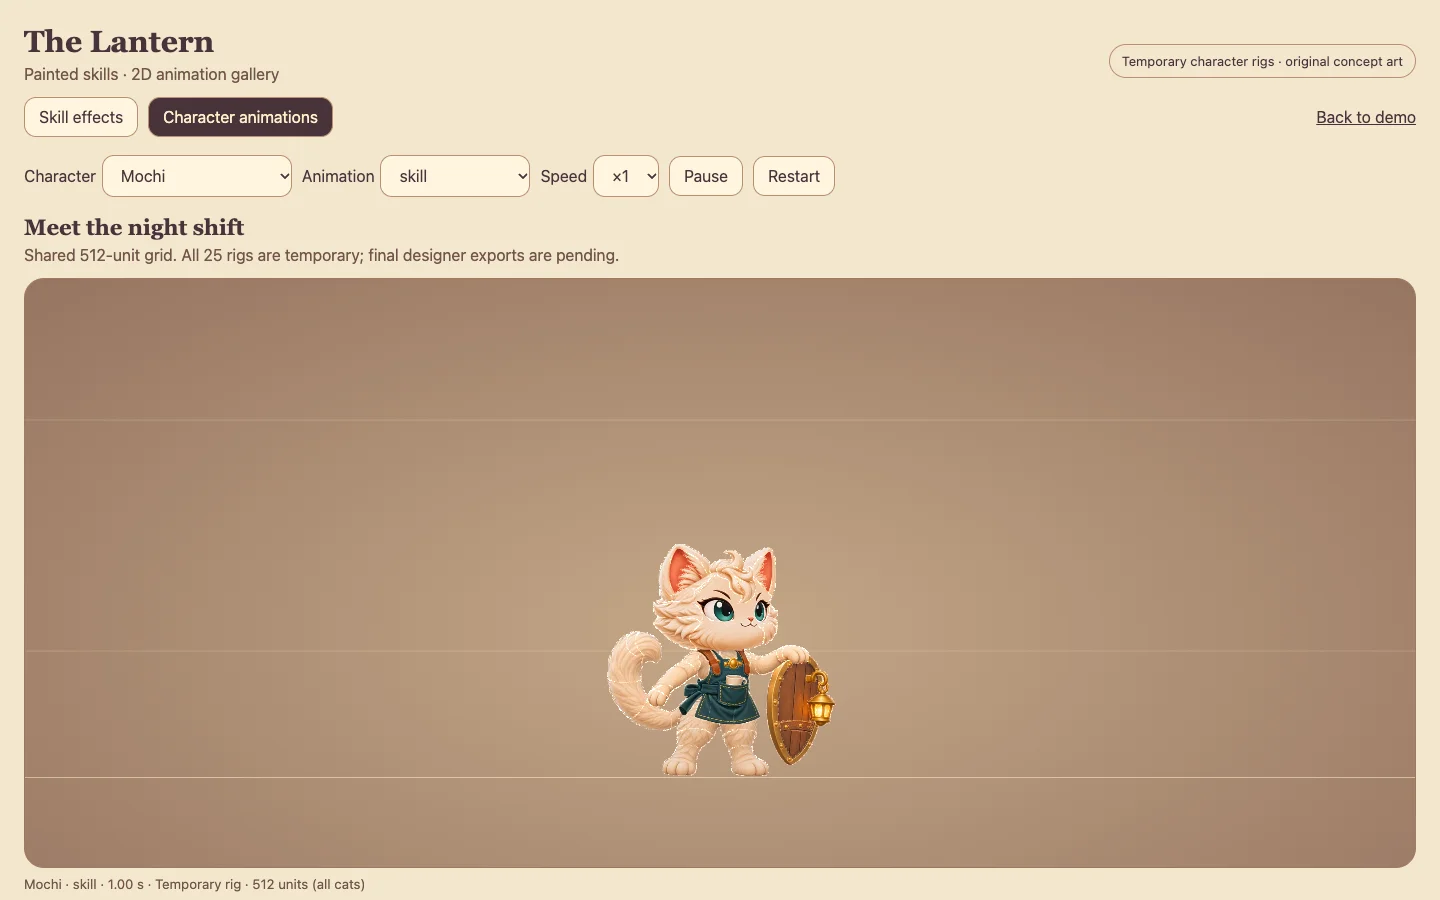 The Lantern
Painted skills · 2D animation gallery
Temporary character rigs · original concept art
Skill effects
Character animations
Back to demo
Character Mochi Animation skill Speed ×1 Pause Restart
Meet the night shift
Shared 512-unit grid. All 25 rigs are temporary; final designer exports are pending.
Mochi · skill · 1.00 s · Temporary rig · 512 units (all cats)